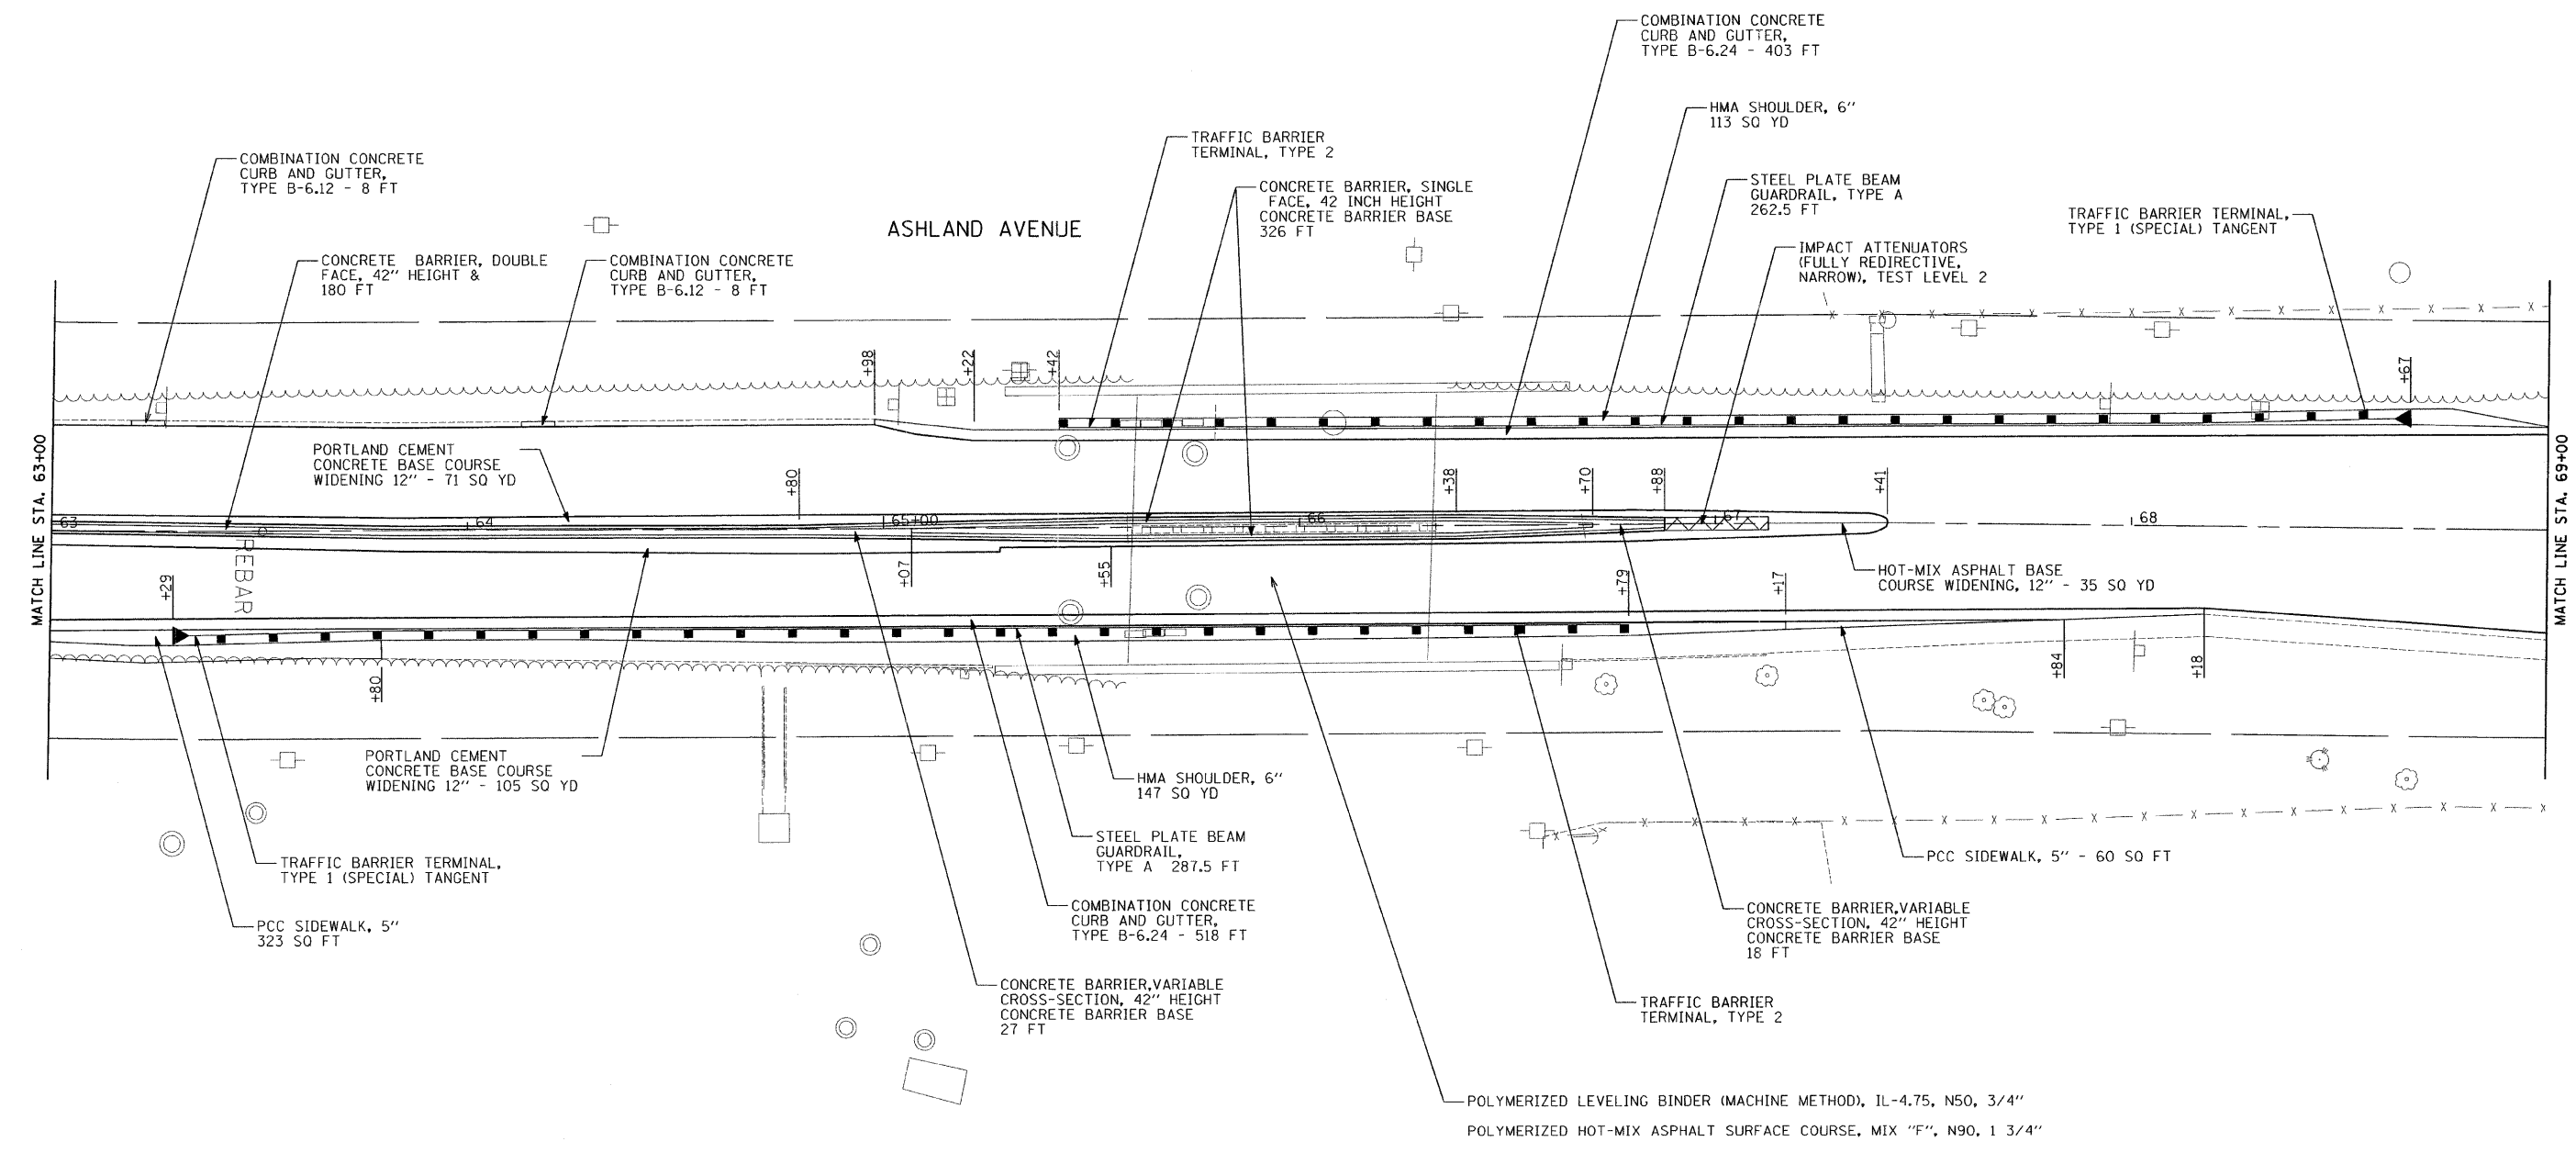 COMBINATION CONCRETE
CURB AND GUTTER,
TYPE B-6.24 - 403 FT
HMA SHOULDER, 6"
113 SQ YD
TRAFFIC BARRIER
TERMINAL, TYPE 2
COMBINATION CONCRETE
CURB AND GUTTER,
TYPE B-6.12 - 8 FT
CONCRETE BARRIER, SINGLE
FACE, 42 INCH HEIGHT
CONCRETE BARRIER BASE
326 FT
STEEL PLATE BEAM
GUARDRAIL, TYPE A
262.5 FT
TRAFFIC BARRIER TERMINAL,
TYPE 1 (SPECIAL) TANGENT
ASHLAND AVENUE
IMPACT ATTENUATORS
(FULLY REDIRECTIVE,
NARROW), TEST LEVEL 2
CONCRETE BARRIER, DOUBLE
FACE, 42" HEIGHT &
180 FT
COMBINATION CONCRETE
CURB AND GUTTER,
TYPE B-6.12 - 8 FT
+98
+22
+42
+67
MATCH LINE STA. 63+00
MATCH LINE STA. 69+00
PORTLAND CEMENT
CONCRETE BASE COURSE
WIDENING 12" - 71 SQ YD
+80
+38
+70
+88
+41
63
64
65+00
66
67
68
REBAR
+29
+07
+55
+79
+17
HOT-MIX ASPHALT BASE
COURSE WIDENING, 12" - 35 SQ YD
+80
+84
+18
PORTLAND CEMENT
CONCRETE BASE COURSE
WIDENING 12" - 105 SQ YD
HMA SHOULDER, 6"
147 SQ YD
STEEL PLATE BEAM
GUARDRAIL,
TYPE A 287.5 FT
TRAFFIC BARRIER TERMINAL,
TYPE 1 (SPECIAL) TANGENT
PCC SIDEWALK, 5" - 60 SQ FT
COMBINATION CONCRETE
CURB AND GUTTER,
TYPE B-6.24 - 518 FT
CONCRETE BARRIER,VARIABLE
CROSS-SECTION, 42" HEIGHT
CONCRETE BARRIER BASE
18 FT
PCC SIDEWALK, 5"
323 SQ FT
CONCRETE BARRIER,VARIABLE
CROSS-SECTION, 42" HEIGHT
CONCRETE BARRIER BASE
27 FT
TRAFFIC BARRIER
TERMINAL, TYPE 2
POLYMERIZED LEVELING BINDER (MACHINE METHOD), IL-4.75, N50, 3/4"
POLYMERIZED HOT-MIX ASPHALT SURFACE COURSE, MIX "F", N90, 1 3/4"